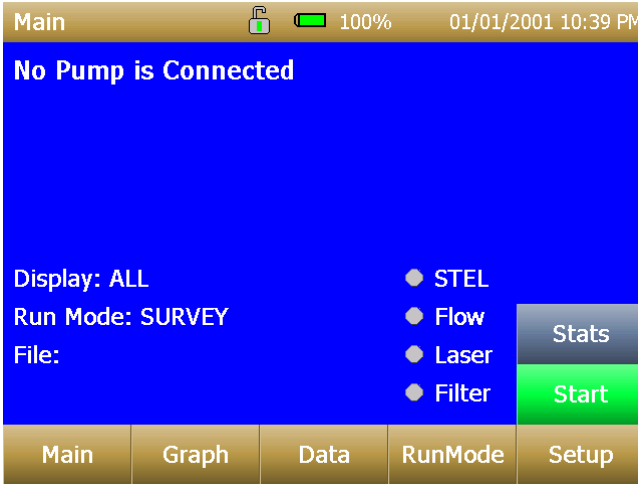 Main 100% 01/01/2001 10:39 PM
No Pump is Connected
Display: ALL
Run Mode: SURVEY
File:
STEL
Flow
Laser
Filter
Stats
Start
Main Graph Data RunMode Setup